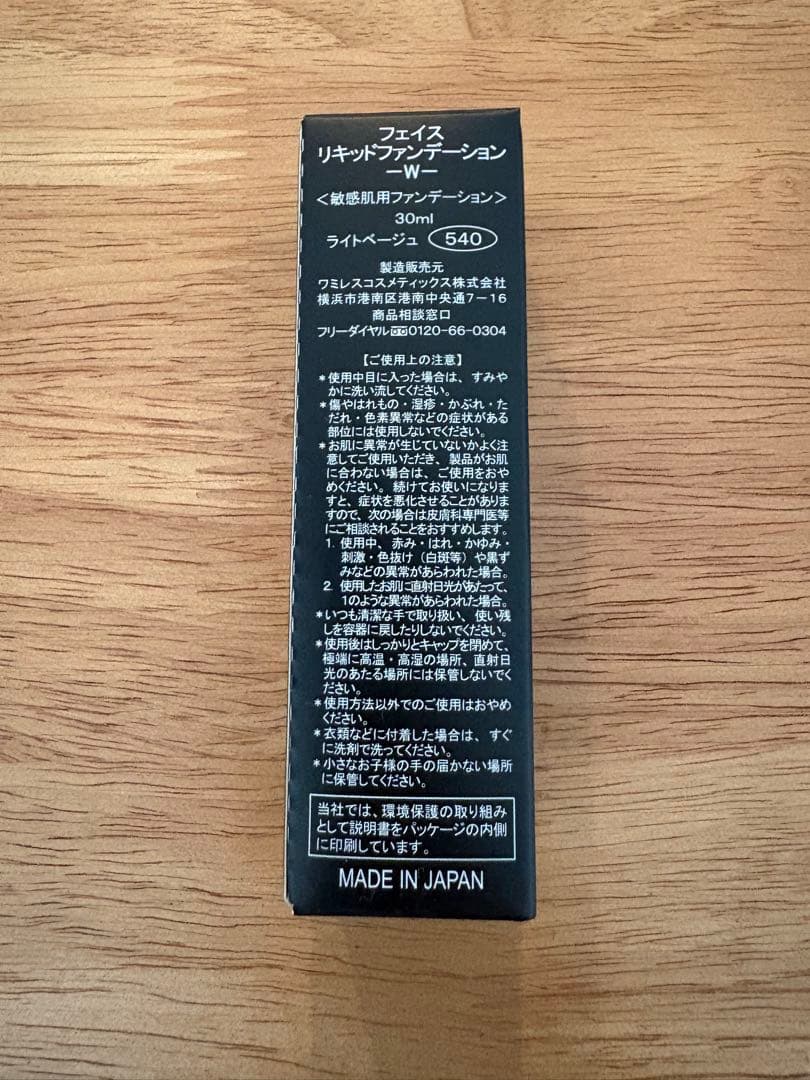 フェイス
リキッドファンデーション
－W－
＜敏感肌用ファンデーション＞
30ml
ライトベージュ 540
製造販売元
ワミレスコスメティックス株式会社
横浜市港南区港南中央通7－16
商品相談窓口
フリーダイヤル0120-66-0304
【ご使用上の注意】
＊使用中目に入った場合は、すみや
かに洗い流してください。
＊傷やはれもの・湿疹・かぶれ・た
だれ・色素異常などの症状がある
部位には使用しないでください。
＊お肌に異常が生じていないかよく注
意してご使用いただき、製品がお肌
に合わない場合は、ご使用をおや
めください。続けてお使いになりま
すと、症状を悪化させることがありま
すので、次の場合は皮膚科専門医等
にご相談されることをおすすめします。
1. 使用中、赤み・はれ・かゆみ・
刺激・色抜け（白斑等）や黒ず
みなどの異常があらわれた場合。
2. 使用したお肌に直射日光があたって、
1のような異常があらわれた場合。
＊いつも清潔な手で取り扱い、使い残
しを容器に戻したりしないでください。
＊使用後はしっかりとキャップを閉めて、
極端に高温・高湿の場所、直射日
光のあたる場所には保管しないでく
ださい。
＊使用方法以外でのご使用はおやめ
ください。
＊衣類などに付着した場合は、すぐ
に洗剤で洗ってください。
＊小さなお子様の手の届かない場所
に保管してください。
当社では、環境保護の取り組み
として説明書をパッケージの内側
に印刷しています。
MADE IN JAPAN